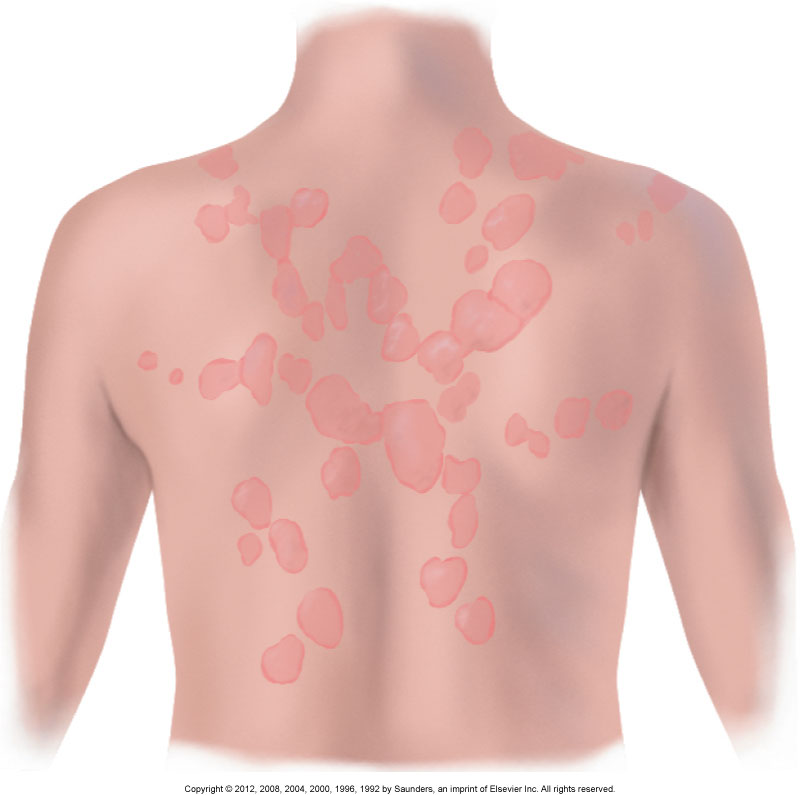 Copyright © 2012, 2008, 2004, 2000, 1996, 1992 by Saunders, an imprint of Elsevier Inc. All rights reserved.